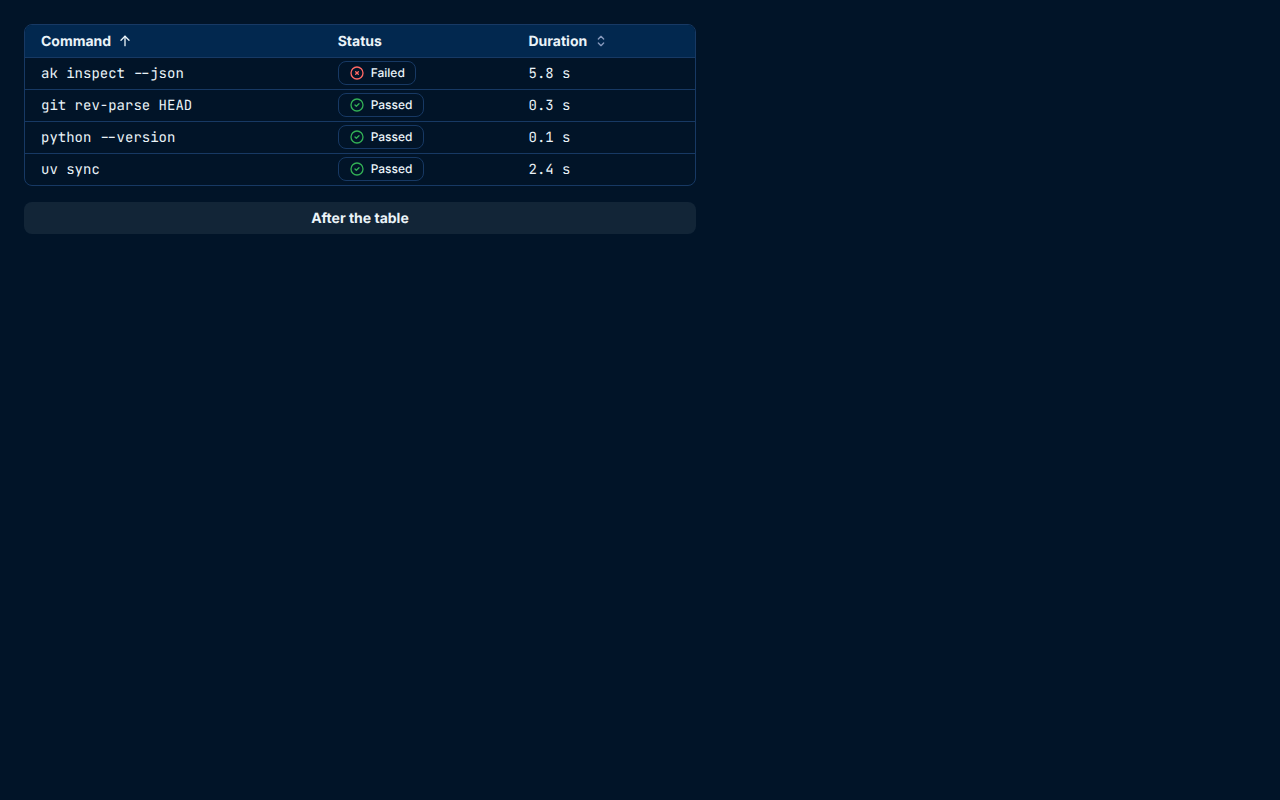 Command Status Duration
ak inspect --json Failed 5.8 s
git rev-parse HEAD Passed 0.3 s
python --version Passed 0.1 s
uv sync Passed 2.4 s
After the table